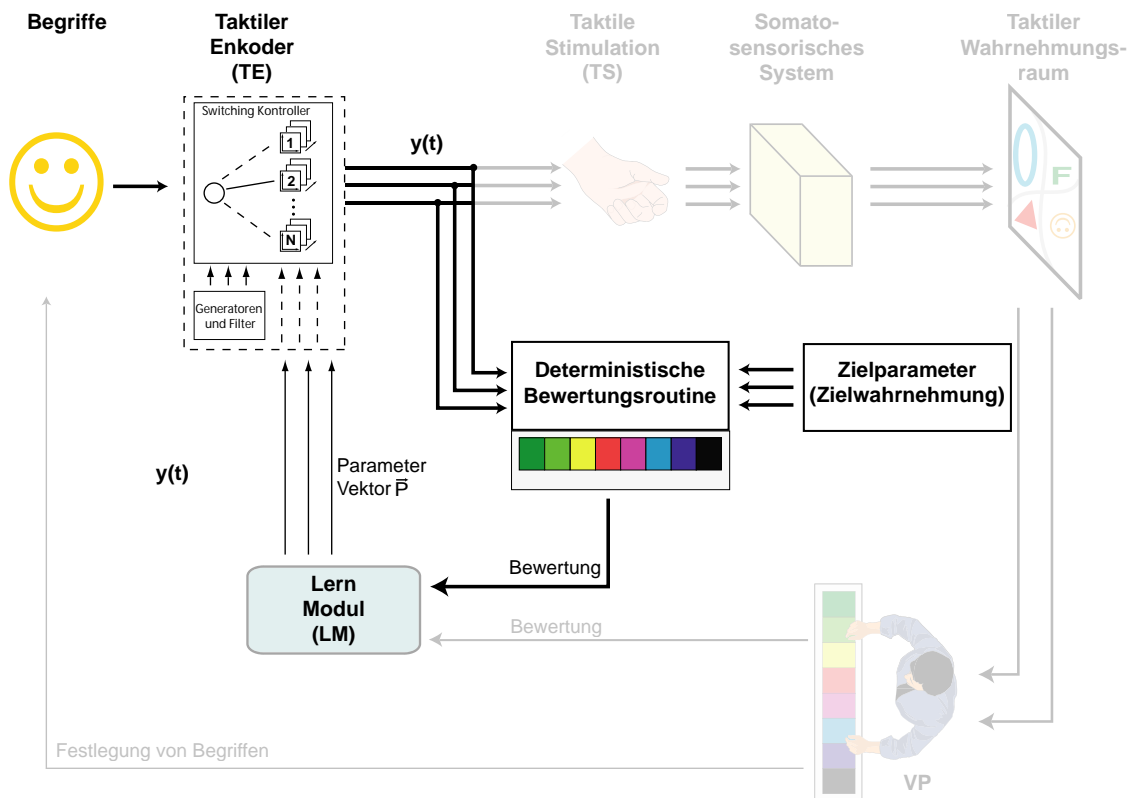 Begriffe
Taktiler
Enkoder
(TE)
Taktile
Stimulation
(TS)
Somato-
sensorisches
System
Taktiler
Wahrnehmungs-
raum
Switching Kontroller
1
2
N
y(t)
F
Generatoren
und Filter
Deterministische
Bewertungsroutine
Zielparameter
(Zielwahrnehmung)
y(t)
Parameter
Vektor P⃗
Bewertung
Lern
Modul
(LM)
Bewertung
Festlegung von Begriffen
VP